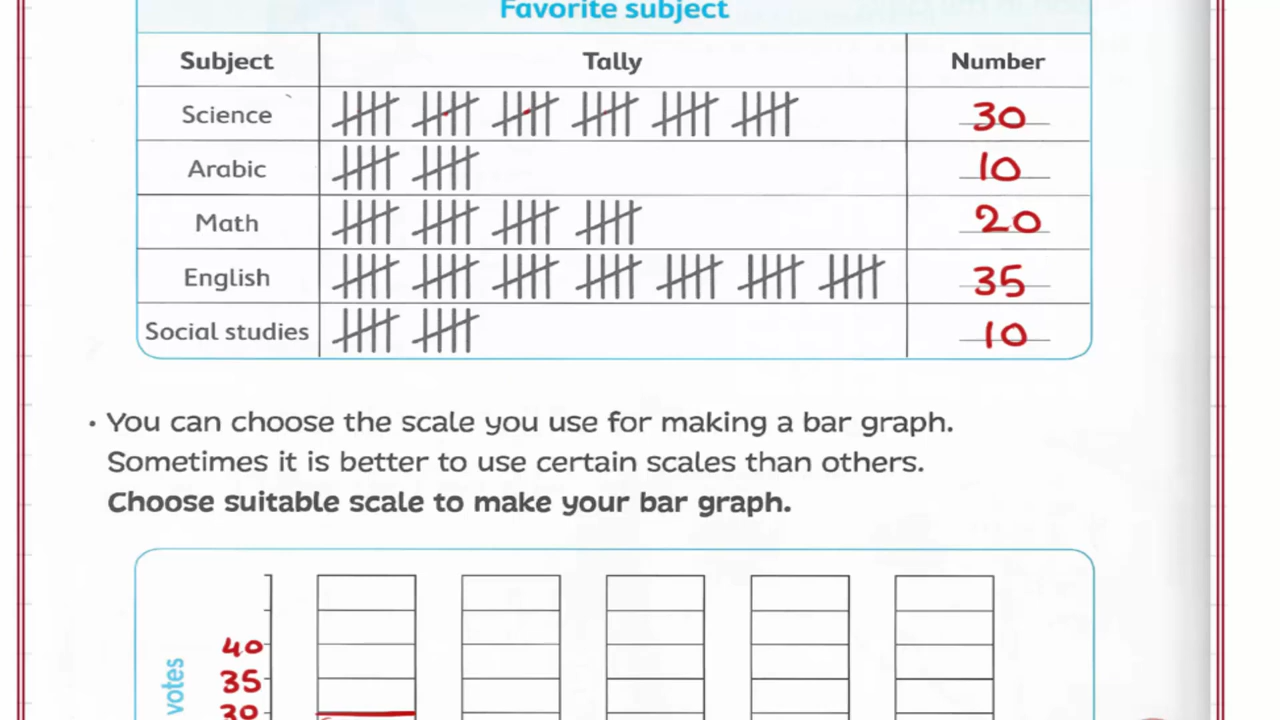 Favorite subject
Subject Tally Number
Science 30
Arabic 10
Math 20
English 35
Social studies 10
• You can choose the scale you use for making a bar graph.
Sometimes it is better to use certain scales than others.
Choose suitable scale to make your bar graph.
40
35
30
votes